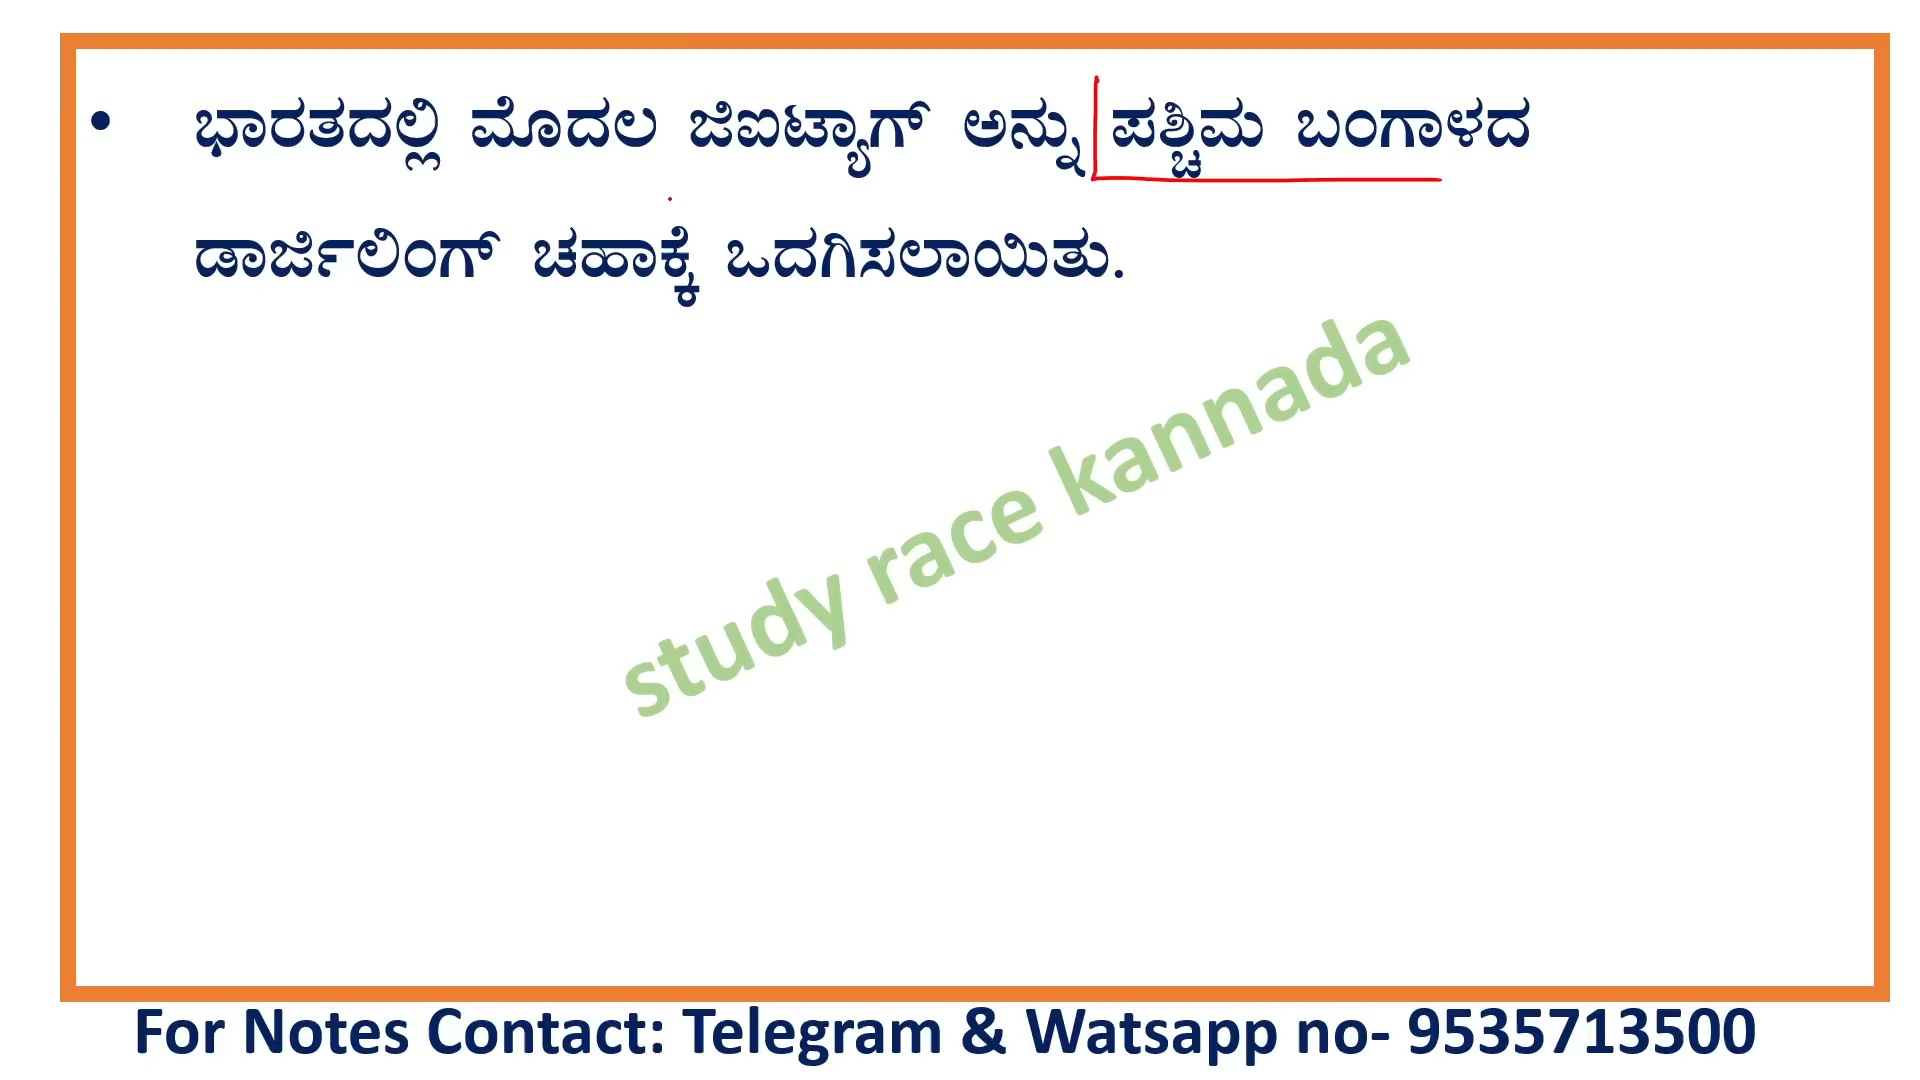 • ಭಾರತದಲ್ಲಿ ಮೊದಲ ಜಿಐಟ್ಯಾಗ್ ಅನ್ನು ಪಶ್ಚಿಮ ಬಂಗಾಳದ
ಡಾರ್ಜಿಲಿಂಗ್ ಚಹಾಕ್ಕೆ ಒದಗಿಸಲಾಯಿತು.
study race kannada
For Notes Contact: Telegram & Watsapp no- 9535713500